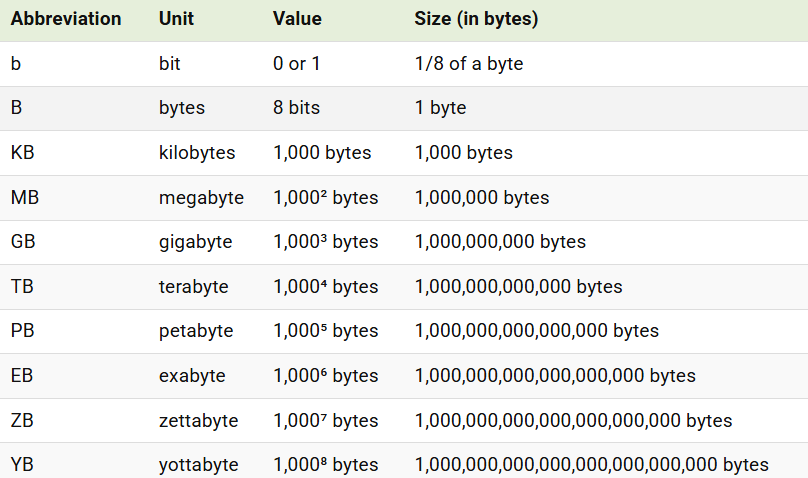 Abbreviation Unit Value Size (in bytes)
b bit 0 or 1 1/8 of a byte
B bytes 8 bits 1 byte
KB kilobytes 1,000 bytes 1,000 bytes
MB megabyte 1,000² bytes 1,000,000 bytes
GB gigabyte 1,000³ bytes 1,000,000,000 bytes
TB terabyte 1,000⁴ bytes 1,000,000,000,000 bytes
PB petabyte 1,000⁵ bytes 1,000,000,000,000,000 bytes
EB exabyte 1,000⁶ bytes 1,000,000,000,000,000,000 bytes
ZB zettabyte 1,000⁷ bytes 1,000,000,000,000,000,000,000 bytes
YB yottabyte 1,000⁸ bytes 1,000,000,000,000,000,000,000,000 bytes